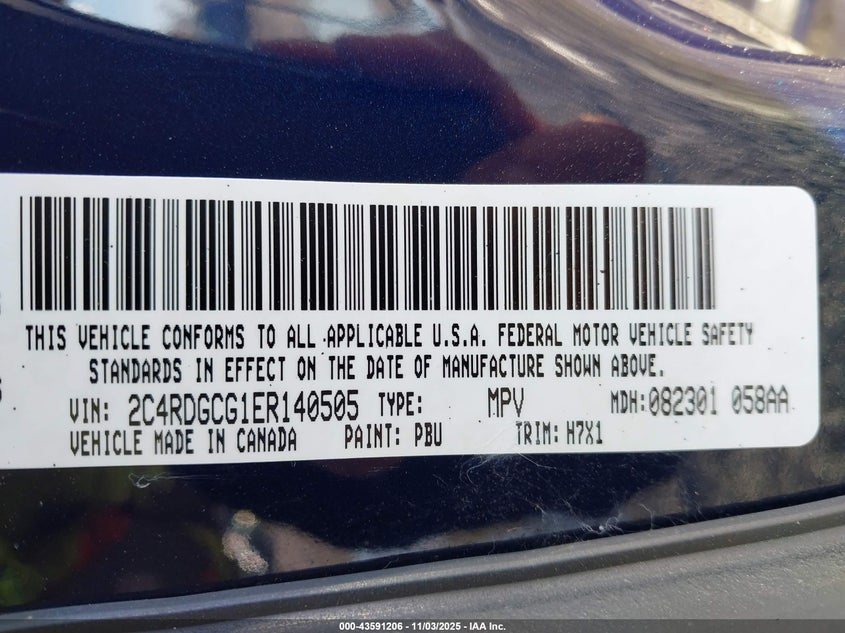 THIS VEHICLE CONFORMS TO ALL APPLICABLE U.S.A. FEDERAL MOTOR VEHICLE SAFETY
STANDARDS IN EFFECT ON THE DATE OF MANUFACTURE SHOWN ABOVE.
VIN: 2C4RDGCG1ER140505 TYPE: MPV MDH: 082301 058AA
VEHICLE MADE IN CANADA PAINT: PBU TRIM: H7X1
000-43591206 - 11/03/2025 - IAA Inc.